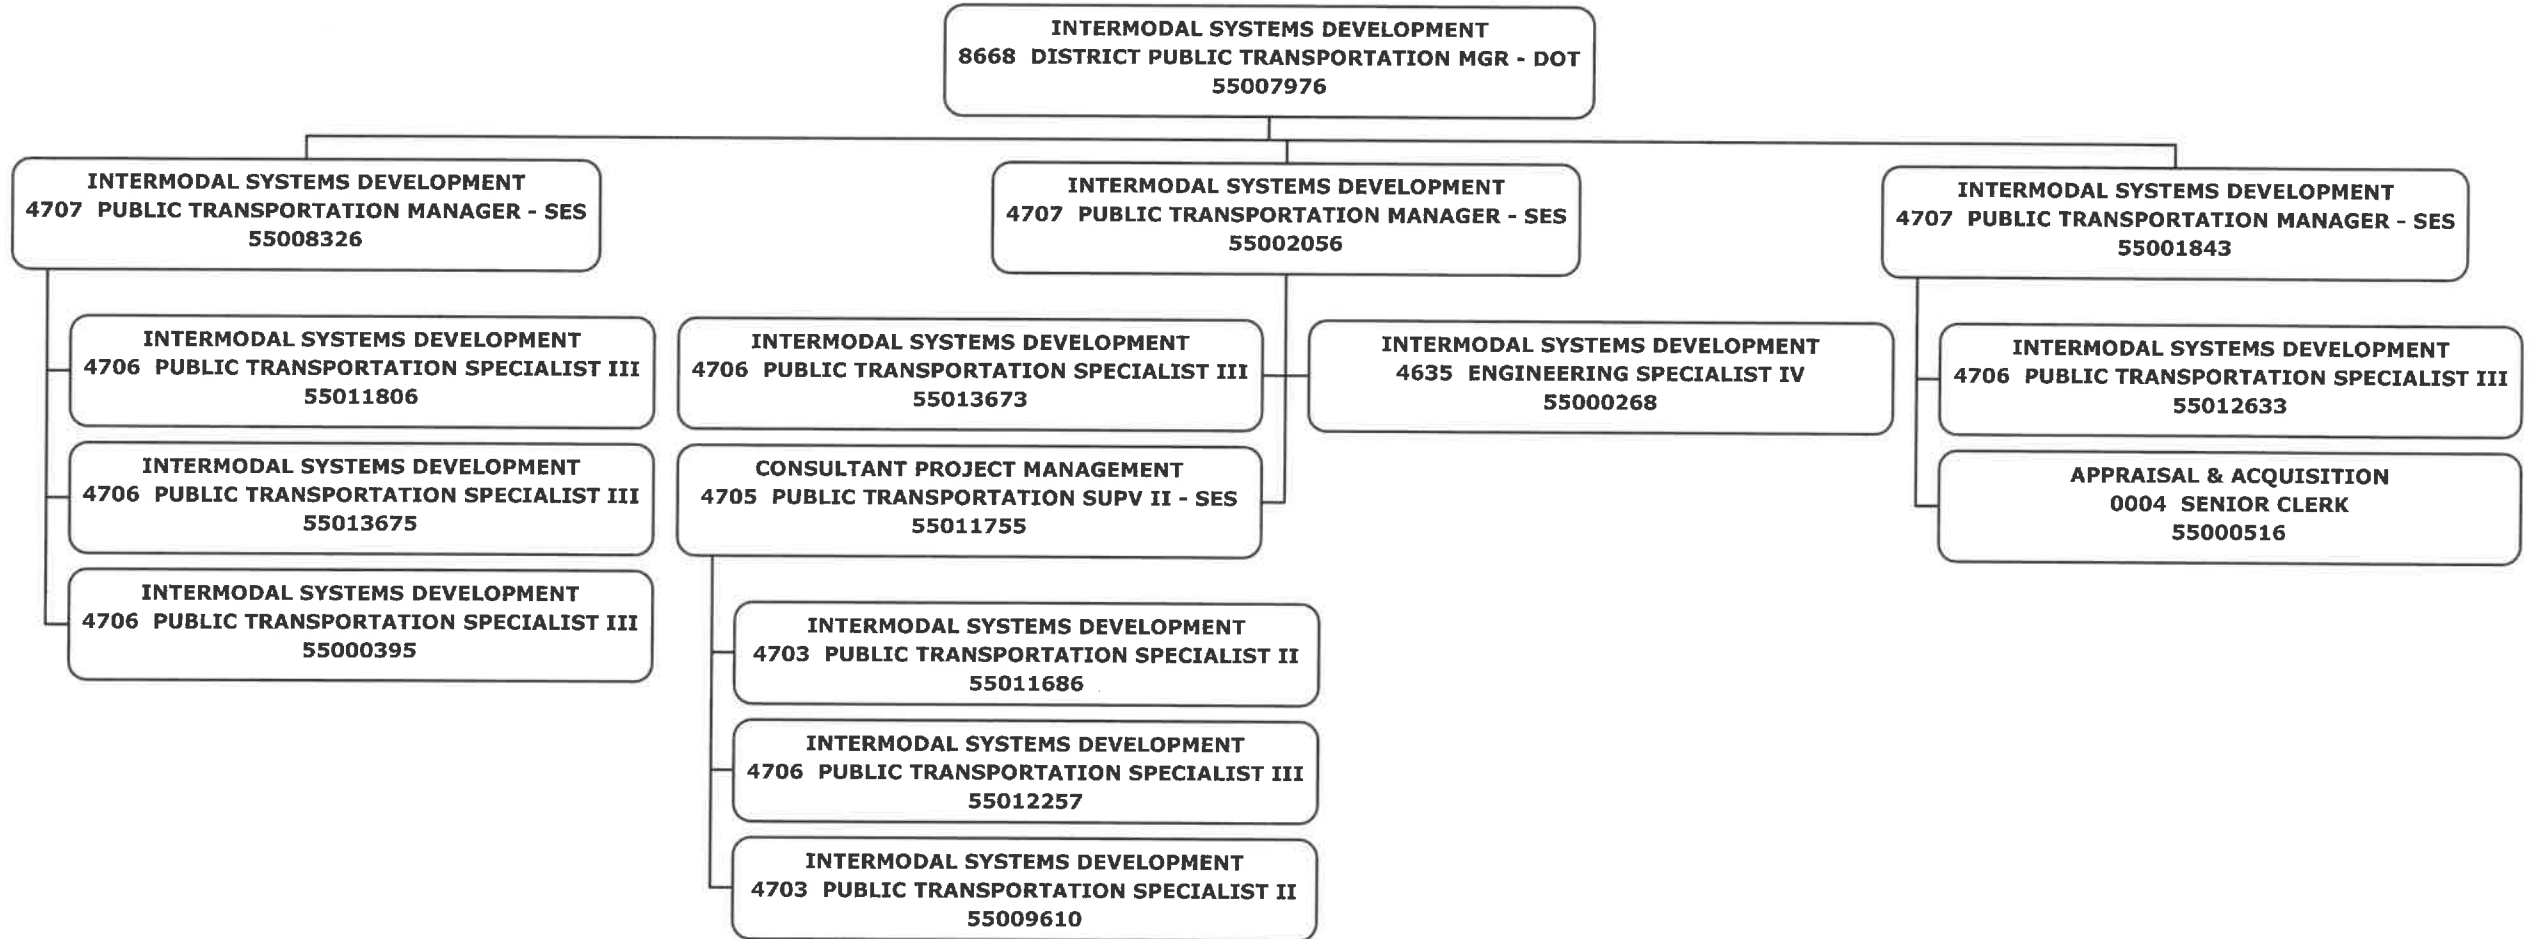 INTERMODAL SYSTEMS DEVELOPMENT
8668 DISTRICT PUBLIC TRANSPORTATION MGR - DOT
55007976
INTERMODAL SYSTEMS DEVELOPMENT
4707 PUBLIC TRANSPORTATION MANAGER - SES
55008326
INTERMODAL SYSTEMS DEVELOPMENT
4706 PUBLIC TRANSPORTATION SPECIALIST III
55011806
INTERMODAL SYSTEMS DEVELOPMENT
4706 PUBLIC TRANSPORTATION SPECIALIST III
55013675
INTERMODAL SYSTEMS DEVELOPMENT
4706 PUBLIC TRANSPORTATION SPECIALIST III
55000395
INTERMODAL SYSTEMS DEVELOPMENT
4707 PUBLIC TRANSPORTATION MANAGER - SES
55002056
INTERMODAL SYSTEMS DEVELOPMENT
4706 PUBLIC TRANSPORTATION SPECIALIST III
55013673
INTERMODAL SYSTEMS DEVELOPMENT
4635 ENGINEERING SPECIALIST IV
55000268
CONSULTANT PROJECT MANAGEMENT
4705 PUBLIC TRANSPORTATION SUPV II - SES
55011755
INTERMODAL SYSTEMS DEVELOPMENT
4703 PUBLIC TRANSPORTATION SPECIALIST II
55011686
INTERMODAL SYSTEMS DEVELOPMENT
4706 PUBLIC TRANSPORTATION SPECIALIST III
55012257
INTERMODAL SYSTEMS DEVELOPMENT
4703 PUBLIC TRANSPORTATION SPECIALIST II
55009610
INTERMODAL SYSTEMS DEVELOPMENT
4707 PUBLIC TRANSPORTATION MANAGER - SES
55001843
INTERMODAL SYSTEMS DEVELOPMENT
4706 PUBLIC TRANSPORTATION SPECIALIST III
55012633
APPRAISAL & ACQUISITION
0004 SENIOR CLERK
55000516